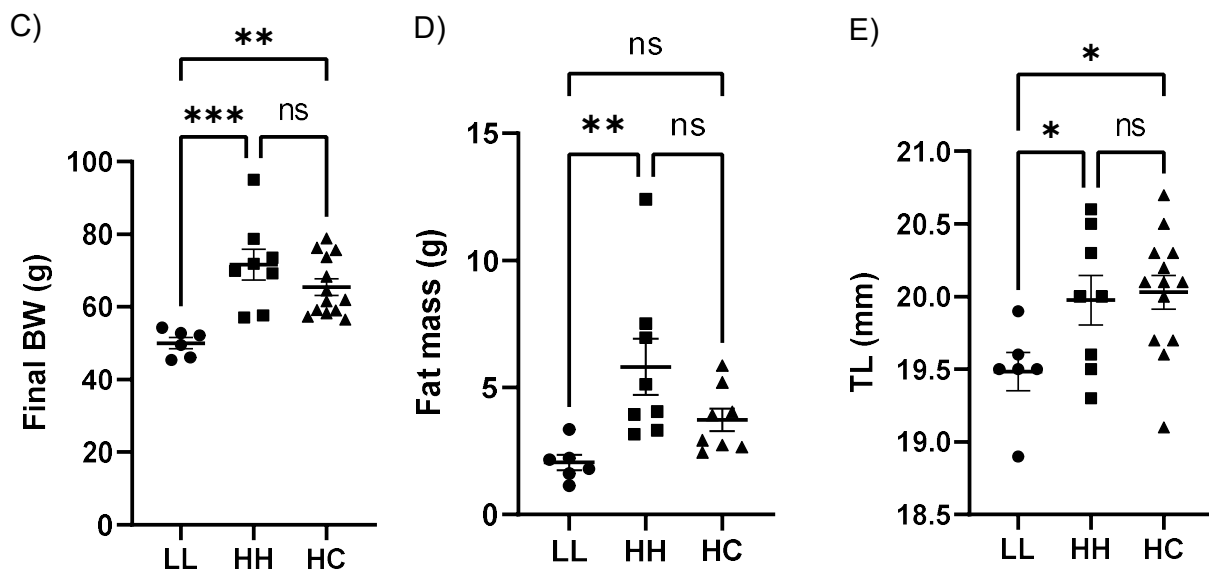 C)
**
***
ns
Final BW (g)
100
80
60
40
20
0
LL HH HC
D)
ns
**
ns
Fat mass (g)
15
10
5
0
LL HH HC
E)
*
*
ns
TL (mm)
21.0
20.5
20.0
19.5
19.0
18.5
LL HH HC